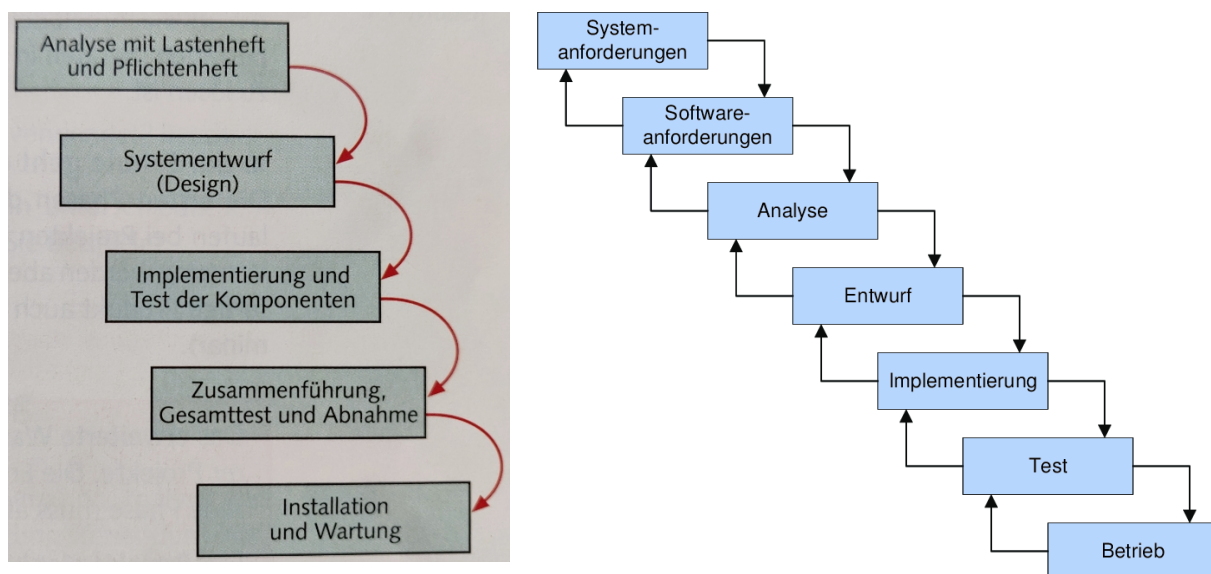 Analyse mit Lastenheft
und Pflichtenheft
Systementwurf
(Design)
Implementierung und
Test der Komponenten
Zusammenführung,
Gesamttest und Abnahme
Installation
und Wartung
System-
anforderungen
Software-
anforderungen
Analyse
Entwurf
Implementierung
Test
Betrieb